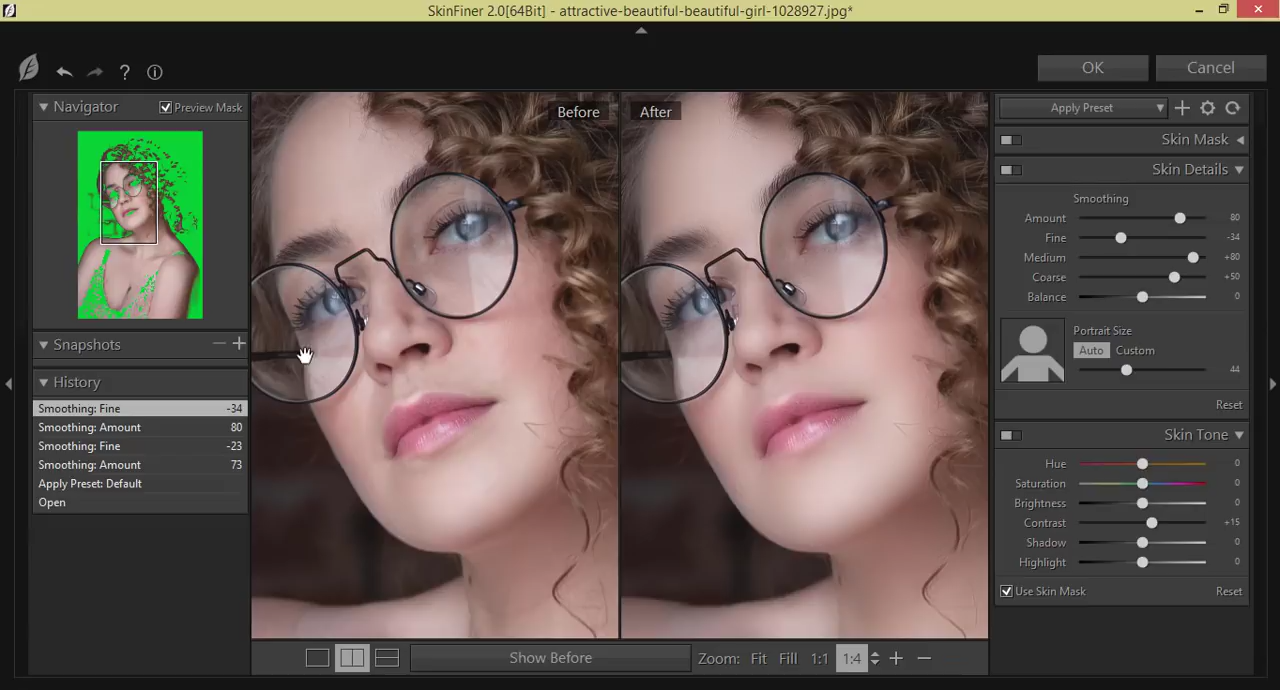 SkinFiner 2.0[64Bit] - attractive-beautiful-beautiful-girl-1028927.jpg*
OK
Cancel
Navigator
Preview Mask
Before
After
Apply Preset
Skin Mask
Skin Details
Smoothing
Amount 80
Fine -34
Medium +80
Coarse +50
Balance 0
Portrait Size
Auto Custom
44
Reset
Snapshots
History
Smoothing: Fine -34
Smoothing: Amount 80
Smoothing: Fine -23
Smoothing: Amount 73
Apply Preset: Default
Open
Skin Tone
Hue 0
Saturation 0
Brightness 0
Contrast +15
Shadow 0
Highlight 0
Use Skin Mask Reset
Show Before
Zoom: Fit Fill 1:1 1:4